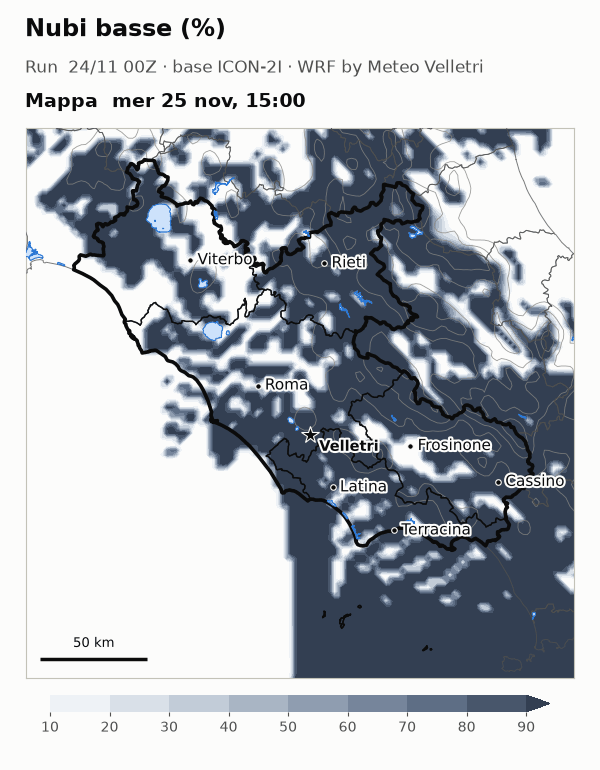 Nubi basse (%)
Run  24/11 00Z · base ICON-2I · WRF by Meteo Velletri
Mappa  mer 25 nov, 15:00
Viterbo
Rieti
Roma
Velletri
Frosinone
Cassino
Latina
Terracina
50 km
10 20 30 40 50 60 70 80 90